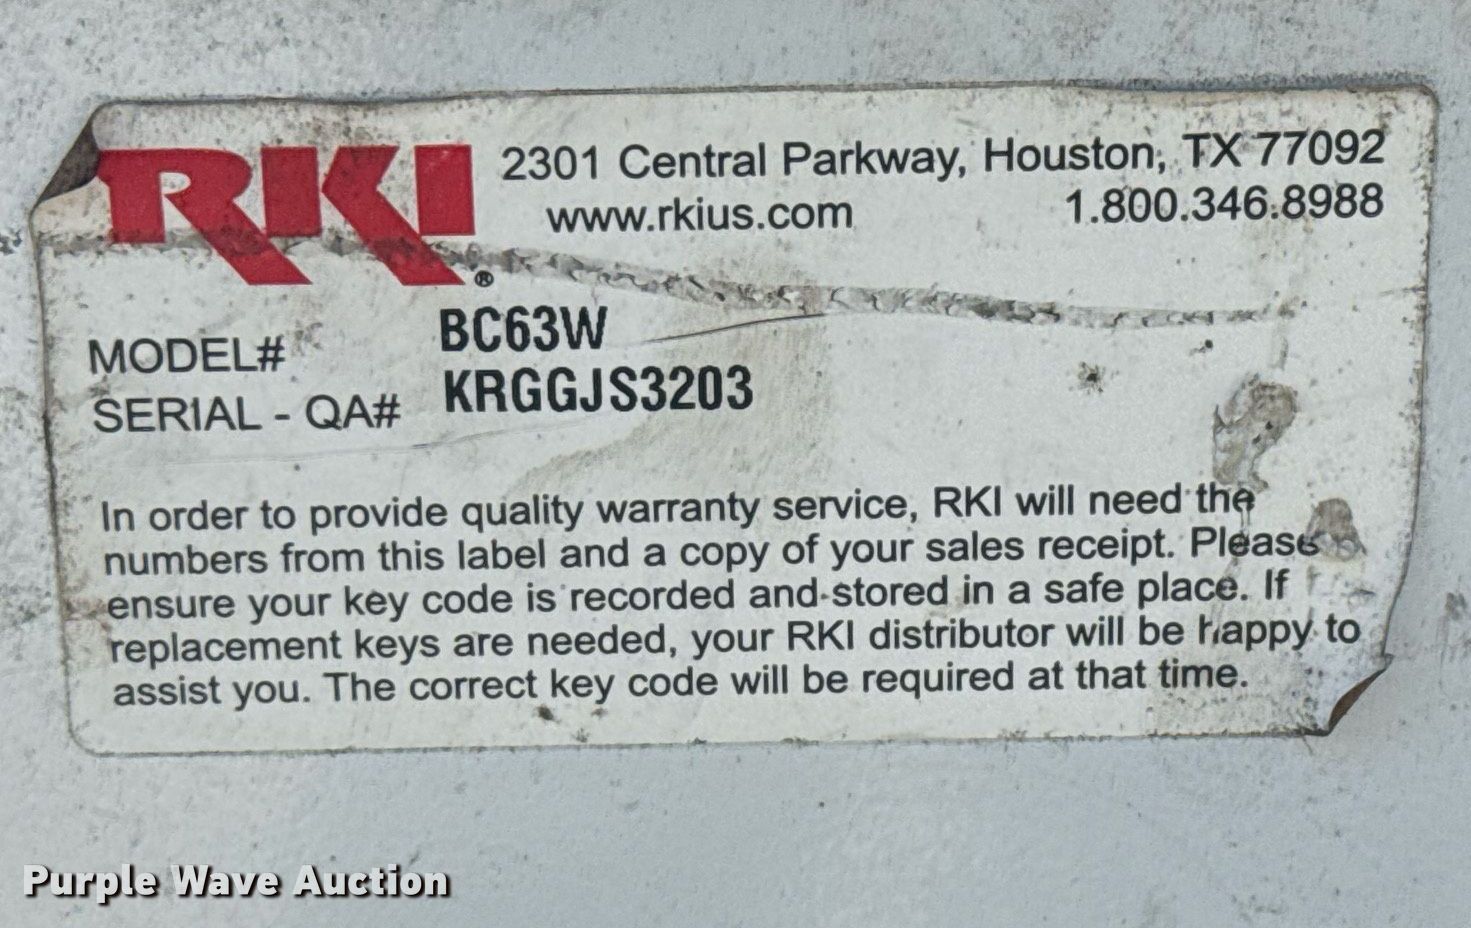 RKI®
2301 Central Parkway, Houston, TX 77092
www.rkius.com 1.800.346.8988
MODEL# BC63W
SERIAL - QA# KRGGJS3203
In order to provide quality warranty service, RKI will need the
numbers from this label and a copy of your sales receipt. Please
ensure your key code is recorded and stored in a safe place. If
replacement keys are needed, your RKI distributor will be happy to
assist you. The correct key code will be required at that time.
Purple Wave Auction